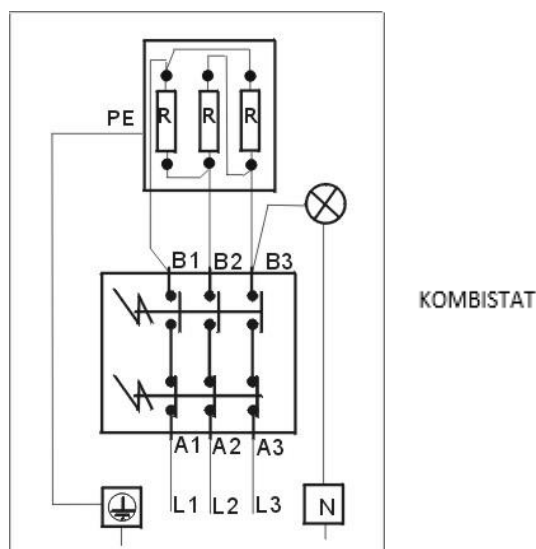 PE R R R
B1 B2 B3
KOMBISTAT
A1 A2 A3
L1 L2 L3 N